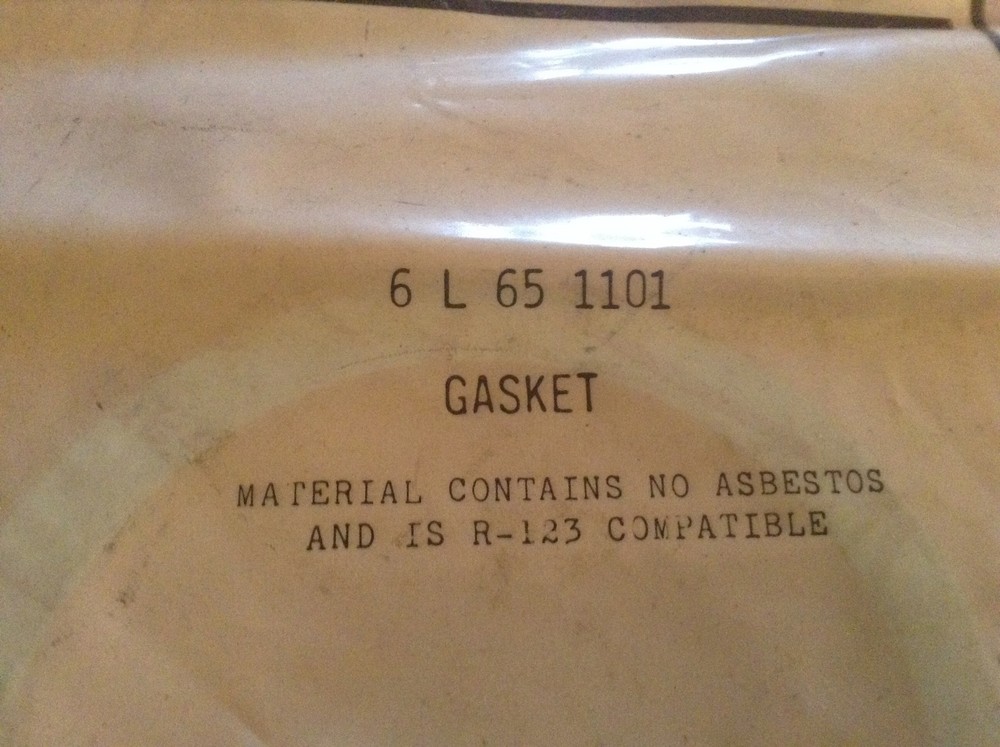 6 L 65 1101
GASKET
MATERIAL CONTAINS NO ASBESTOS
AND IS R-123 COMPATIBLE